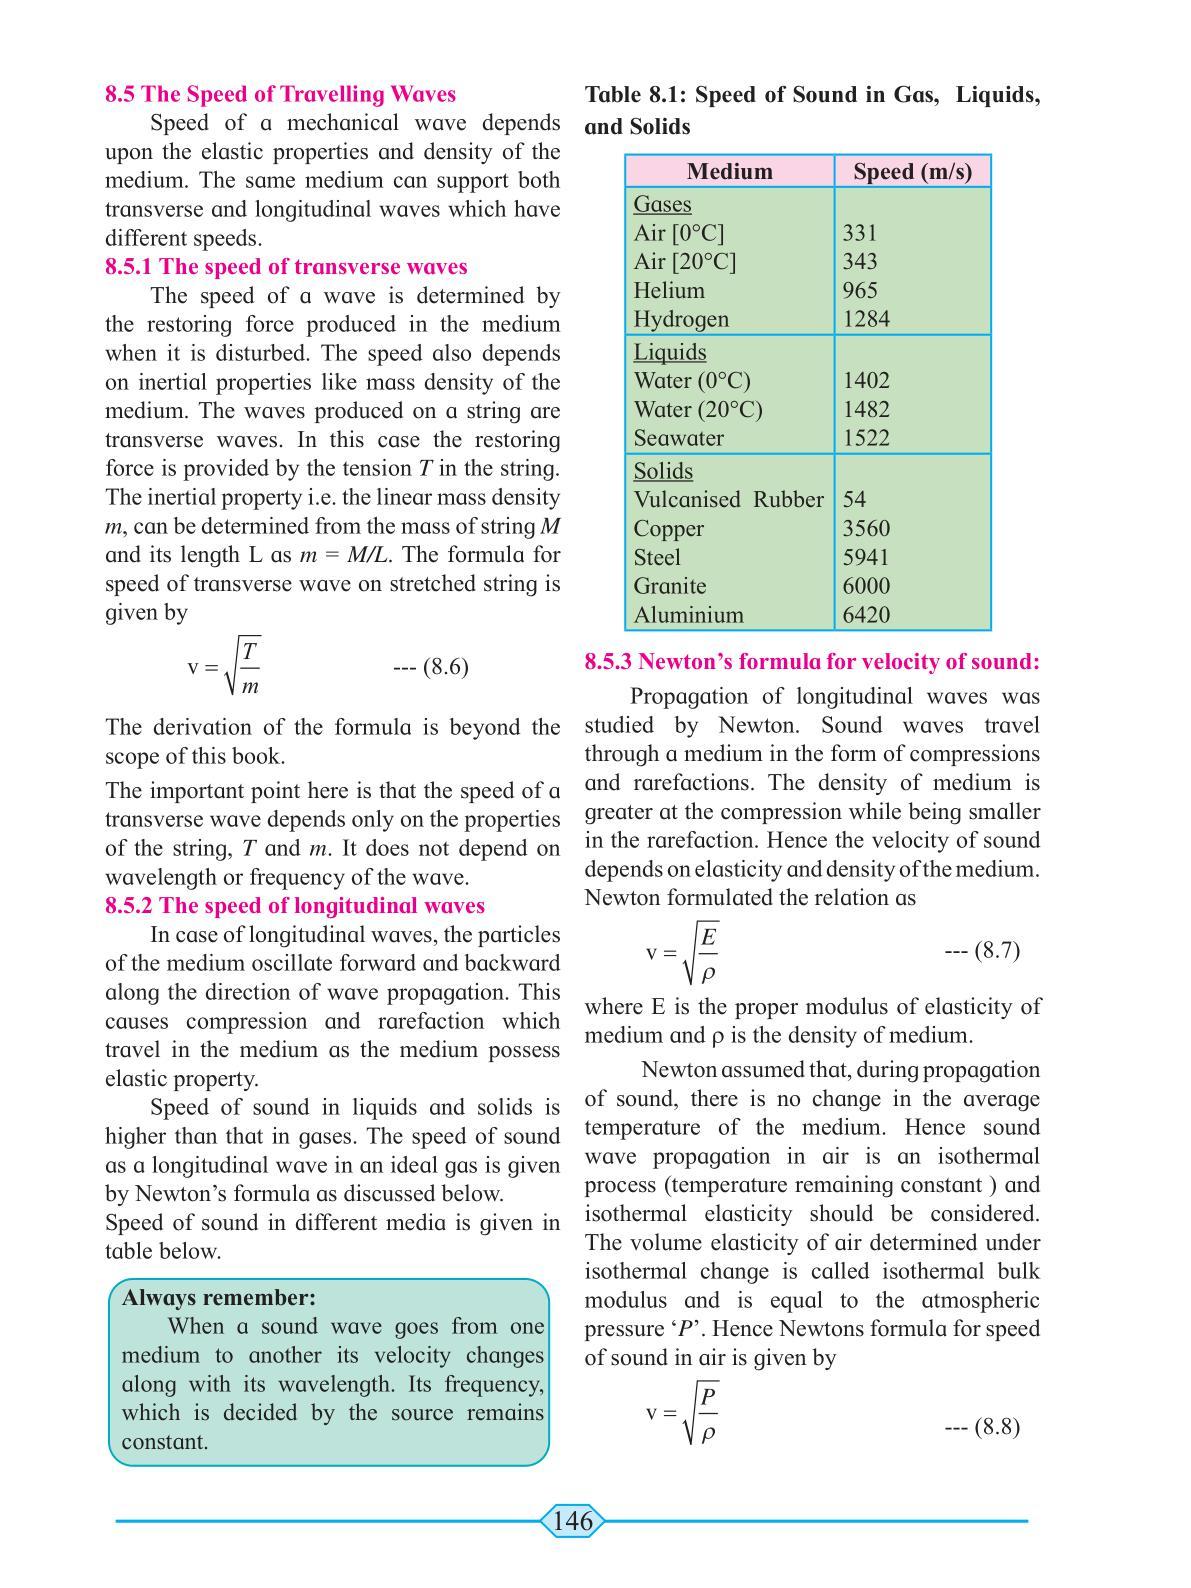 8.5 The Speed of Travelling Waves
Speed of a mechanical wave depends
upon the elastic properties and density of the
medium. The same medium can support both
transverse and longitudinal waves which have
different speeds.
8.5.1 The speed of transverse waves
The speed of a wave is determined by
the restoring force produced in the medium
when it is disturbed. The speed also depends
on inertial properties like mass density of the
medium. The waves produced on a string are
transverse waves. In this case the restoring
force is provided by the tension T in the string.
The inertial property i.e. the linear mass density
m, can be determined from the mass of string M
and its length L as m = M/L. The formula for
speed of transverse wave on stretched string is
given by
v = √(T/m) --- (8.6)
The derivation of the formula is beyond the
scope of this book.
The important point here is that the speed of a
transverse wave depends only on the properties
of the string, T and m. It does not depend on
wavelength or frequency of the wave.
8.5.2 The speed of longitudinal waves
In case of longitudinal waves, the particles
of the medium oscillate forward and backward
along the direction of wave propagation. This
causes compression and rarefaction which
travel in the medium as the medium possess
elastic property.
Speed of sound in liquids and solids is
higher than that in gases. The speed of sound
as a longitudinal wave in an ideal gas is given
by Newton's formula as discussed below.
Speed of sound in different media is given in
table below.
Always remember:
When a sound wave goes from one
medium to another its velocity changes
along with its wavelength. Its frequency,
which is decided by the source remains
constant.
Table 8.1: Speed of Sound in Gas, Liquids,
and Solids
Medium Speed (m/s)
Gases
Air [0°C] 331
Air [20°C] 343
Helium 965
Hydrogen 1284
Liquids
Water (0°C) 1402
Water (20°C) 1482
Seawater 1522
Solids
Vulcanised Rubber 54
Copper 3560
Steel 5941
Granite 6000
Aluminium 6420
8.5.3 Newton's formula for velocity of sound:
Propagation of longitudinal waves was
studied by Newton. Sound waves travel
through a medium in the form of compressions
and rarefactions. The density of medium is
greater at the compression while being smaller
in the rarefaction. Hence the velocity of sound
depends on elasticity and density of the medium.
Newton formulated the relation as
v = √(E/ρ) --- (8.7)
where E is the proper modulus of elasticity of
medium and ρ is the density of medium.
Newton assumed that, during propagation
of sound, there is no change in the average
temperature of the medium. Hence sound
wave propagation in air is an isothermal
process (temperature remaining constant ) and
isothermal elasticity should be considered.
The volume elasticity of air determined under
isothermal change is called isothermal bulk
modulus and is equal to the atmospheric
pressure ‘P’. Hence Newtons formula for speed
of sound in air is given by
v = √(P/ρ) --- (8.8)
146